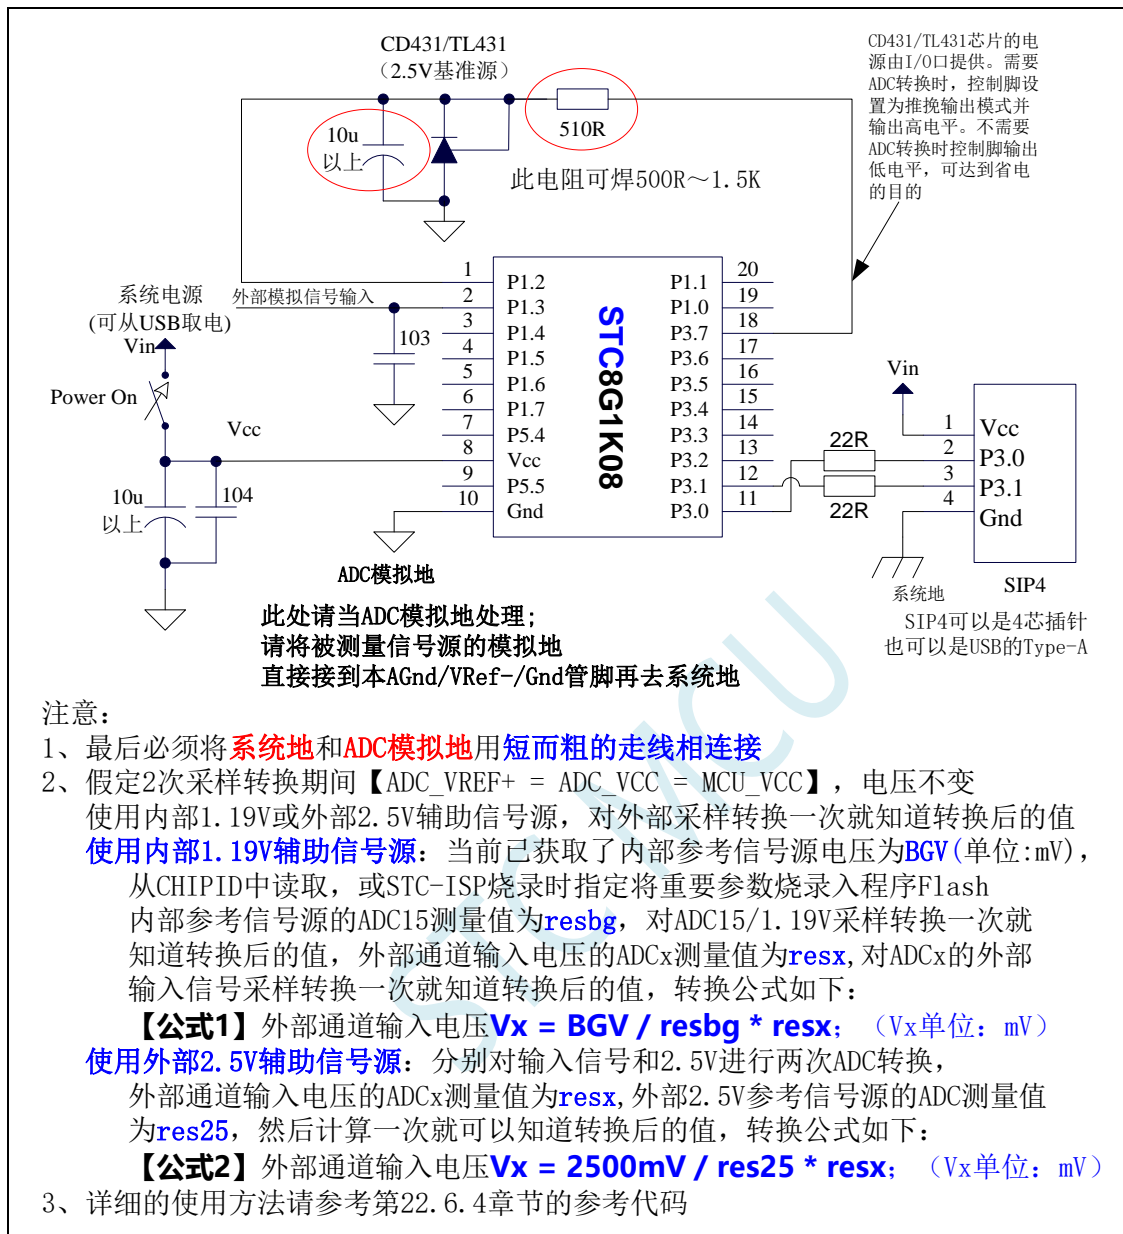 CD431/TL431
（2.5V基准源）
10u
以上
510R
此电阻可焊500R～1.5K
CD431/TL431芯片的电
源由I/O口提供。需要
ADC转换时，控制脚设
置为推挽输出模式并
输出高电平。不需要
ADC转换时控制脚输出
低电平，可达到省电
的目的
系统电源
(可从USB取电)
Vin
Power On
Vcc
10u
以上
104
外部模拟信号输入
103
1
2
3
4
5
6
7
8
9
10
P1.2
P1.3
P1.4
P1.5
P1.6
P1.7
P5.4
Vcc
P5.5
Gnd
STC8G1K08
P1.1
P1.0
P3.7
P3.6
P3.5
P3.4
P3.3
P3.2
P3.1
P3.0
20
19
18
17
16
15
14
13
12
11
22R
22R
Vin
1
2
3
4
Vcc
P3.0
P3.1
Gnd
系统地
SIP4
SIP4可以是4芯插针
也可以是USB的Type-A
ADC模拟地
此处请当ADC模拟地处理;
请将被测量信号源的模拟地
直接接到本AGnd/VRef-/Gnd管脚再去系统地
注意：
1、最后必须将系统地和ADC模拟地用短而粗的走线相连接
2、假定2次采样转换期间【ADC_VREF+ = ADC_VCC = MCU_VCC】，电压不变
使用内部1.19V或外部2.5V辅助信号源，对外部采样转换一次就知道转换后的值
使用内部1.19V辅助信号源：当前已获取了内部参考信号源电压为BGV(单位:mV)，
从CHIPID中读取，或STC-ISP烧录时指定将重要参数烧录入程序Flash
内部参考信号源的ADC15测量值为resbg，对ADC15/1.19V采样转换一次就
知道转换后的值，外部通道输入电压的ADCx测量值为resx,对ADCx的外部
输入信号采样转换一次就知道转换后的值，转换公式如下：
【公式1】外部通道输入电压Vx = BGV / resbg * resx；（Vx单位：mV）
使用外部2.5V辅助信号源：分别对输入信号和2.5V进行两次ADC转换，
外部通道输入电压的ADCx测量值为resx,外部2.5V参考信号源的ADC测量值
为res25，然后计算一次就可以知道转换后的值，转换公式如下：
【公式2】外部通道输入电压Vx = 2500mV / res25 * resx；（Vx单位：mV）
3、详细的使用方法请参考第22.6.4章节的参考代码
STC MCU